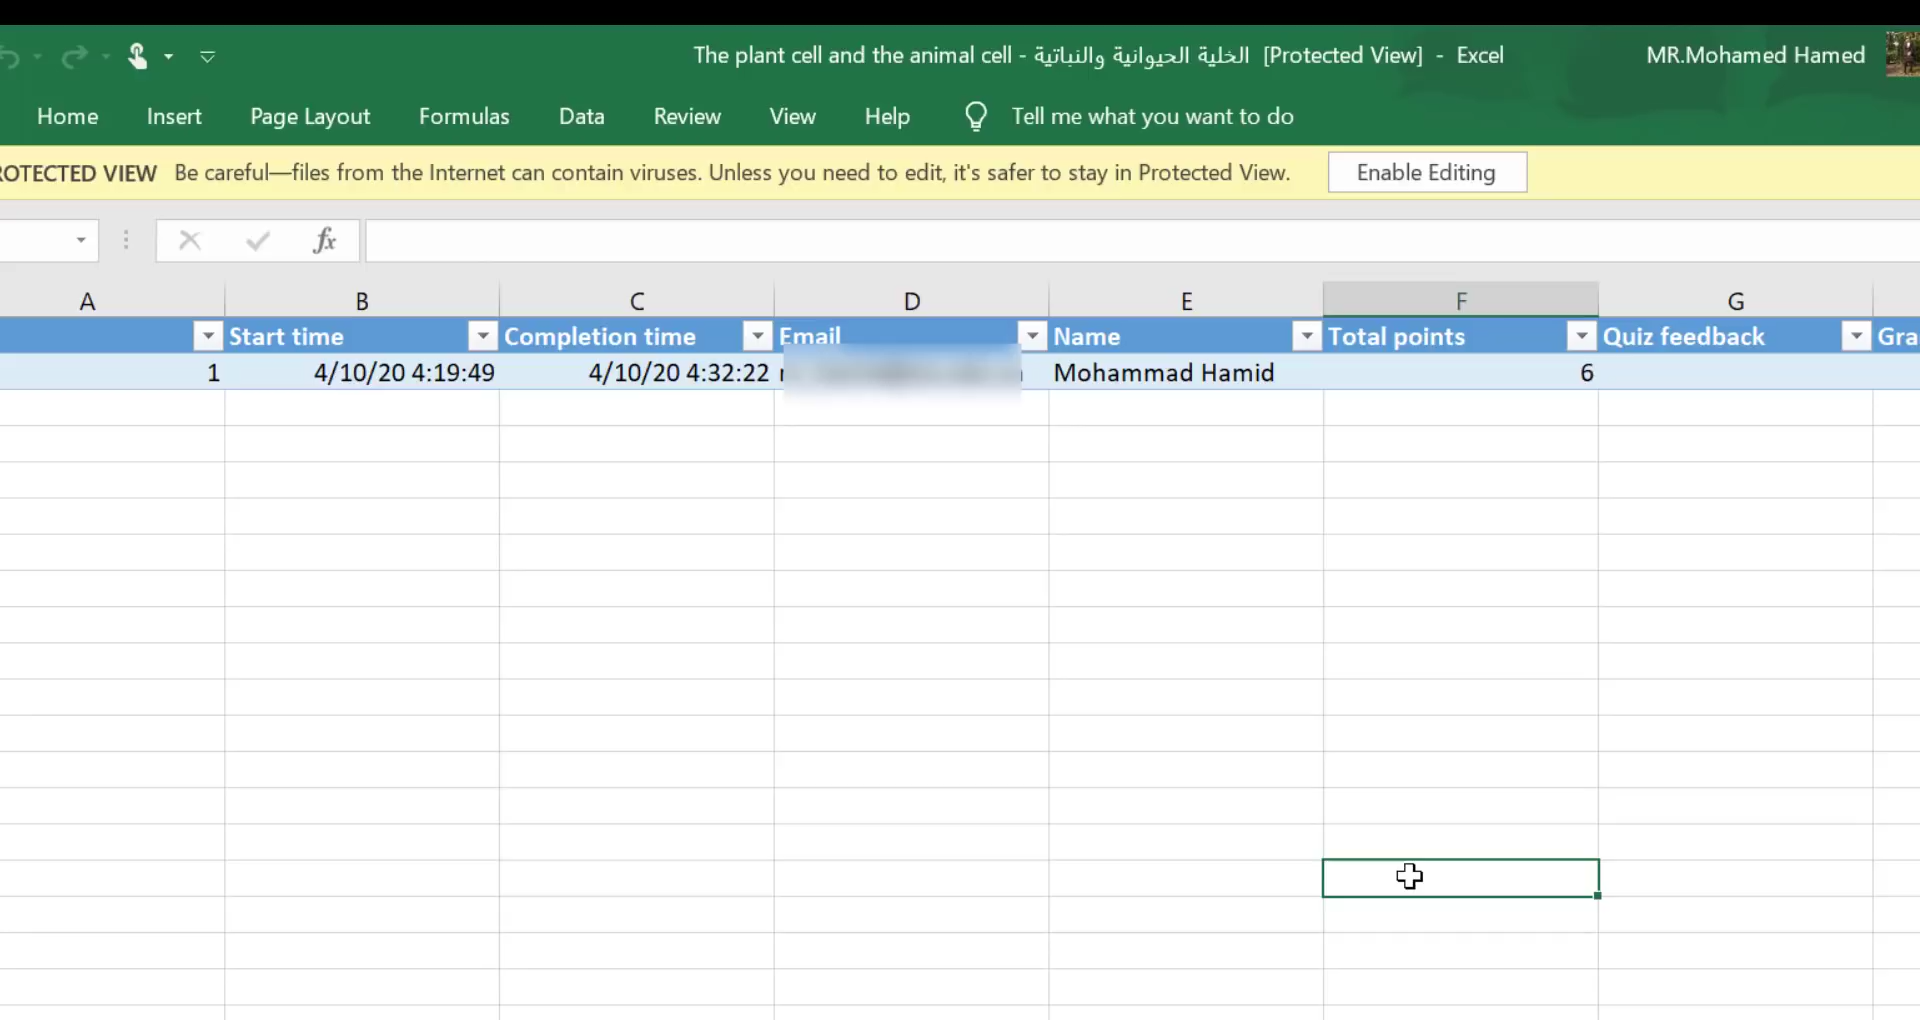 The plant cell and the animal cell - الخلية الحيوانية والنباتية [Protected View] - Excel
MR.Mohamed Hamed
Home Insert Page Layout Formulas Data Review View Help Tell me what you want to do
ROTECTED VIEW Be careful—files from the Internet can contain viruses. Unless you need to edit, it's safer to stay in Protected View. Enable Editing
fx
A B C D E F G
Start time Completion time Email Name Total points Quiz feedback Gra
1 4/10/20 4:19:49 4/10/20 4:32:22 Mohammad Hamid 6